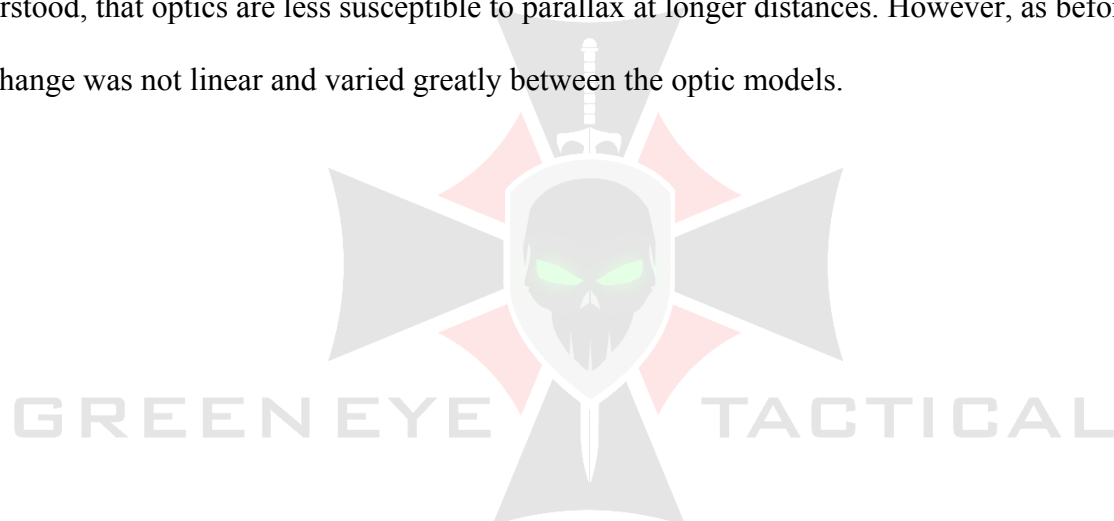 rstood, that optics are less susceptible to parallax at longer distances. However, as befor
hange was not linear and varied greatly between the optic models.
GREENEYE TACTICAL